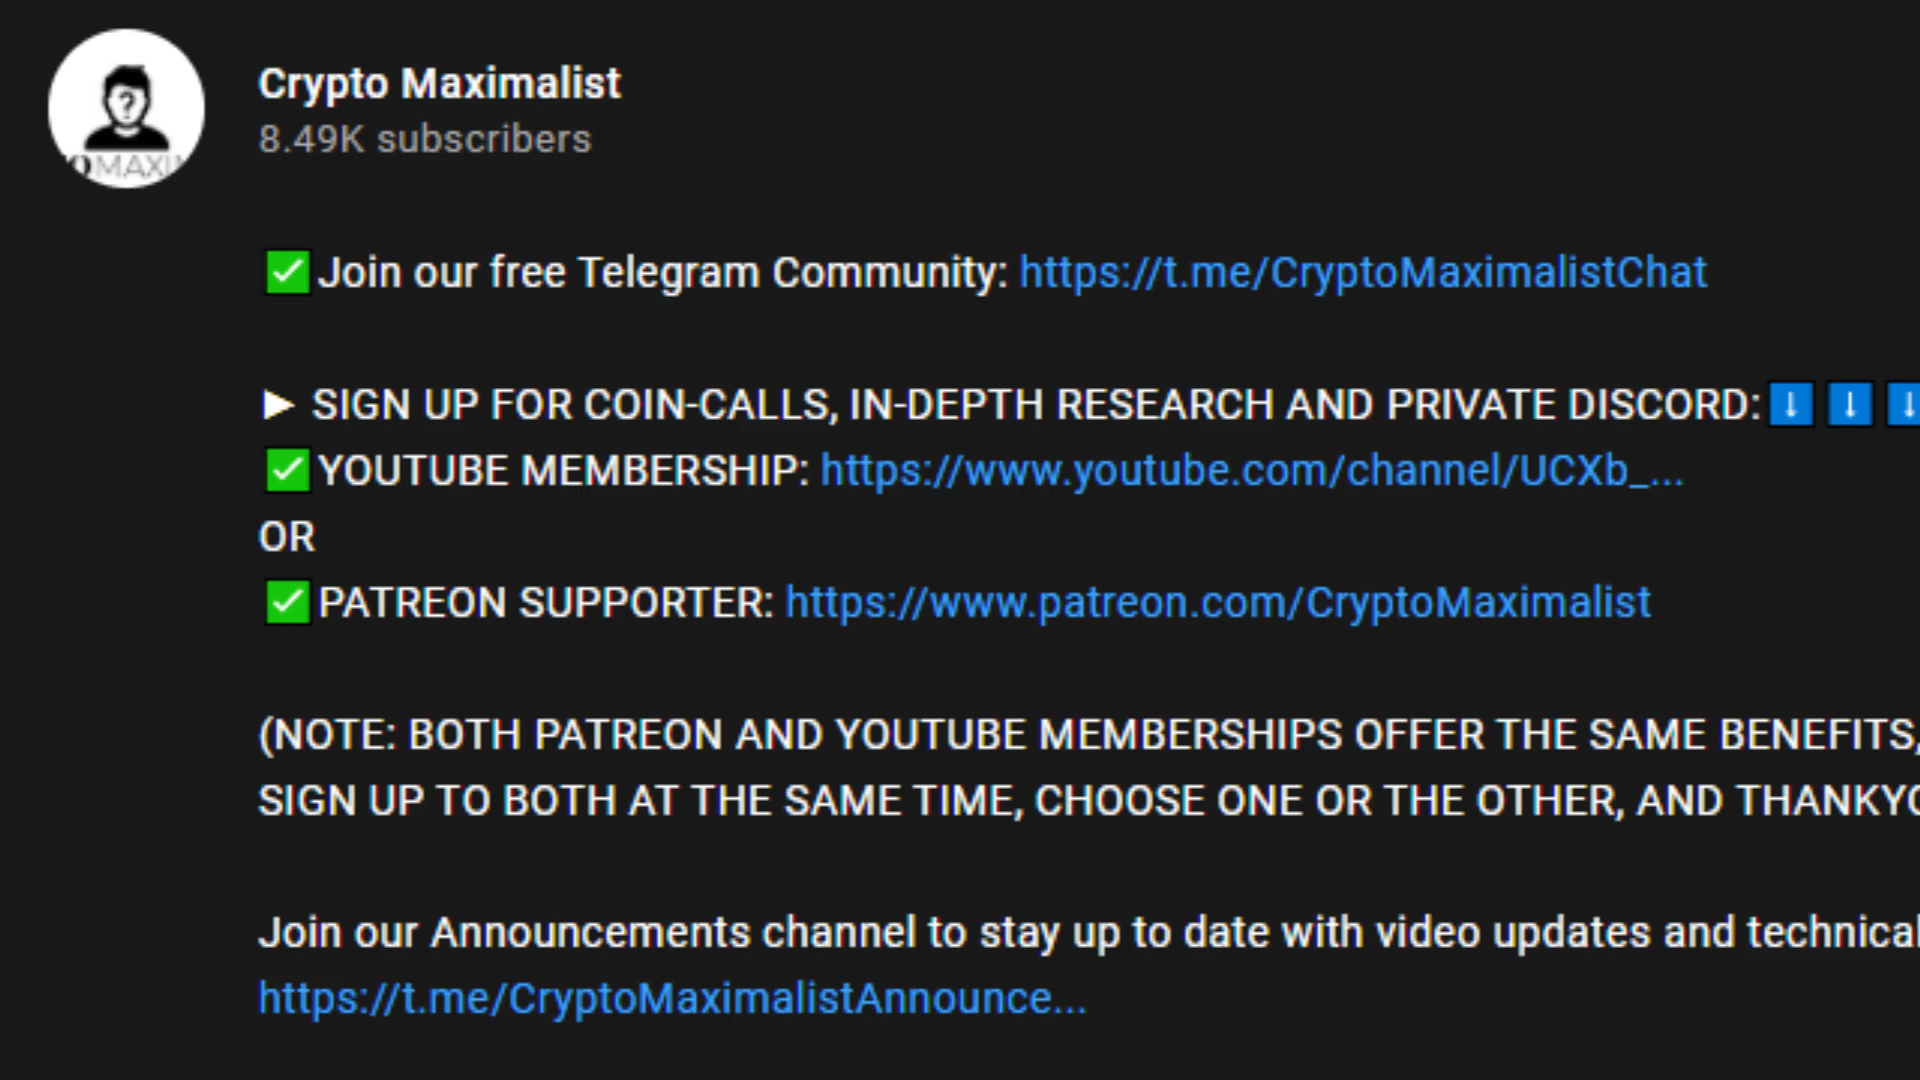 Crypto Maximalist
8.49K subscribers
OMAXI
✅Join our free Telegram Community: https://t.me/CryptoMaximalistChat
► SIGN UP FOR COIN-CALLS, IN-DEPTH RESEARCH AND PRIVATE DISCORD:⬇⬇⬇
✅YOUTUBE MEMBERSHIP: https://www.youtube.com/channel/UCXb_...
OR
✅PATREON SUPPORTER: https://www.patreon.com/CryptoMaximalist
(NOTE: BOTH PATREON AND YOUTUBE MEMBERSHIPS OFFER THE SAME BENEFITS,
SIGN UP TO BOTH AT THE SAME TIME, CHOOSE ONE OR THE OTHER, AND THANKYO
Join our Announcements channel to stay up to date with video updates and technical
https://t.me/CryptoMaximalistAnnounce...